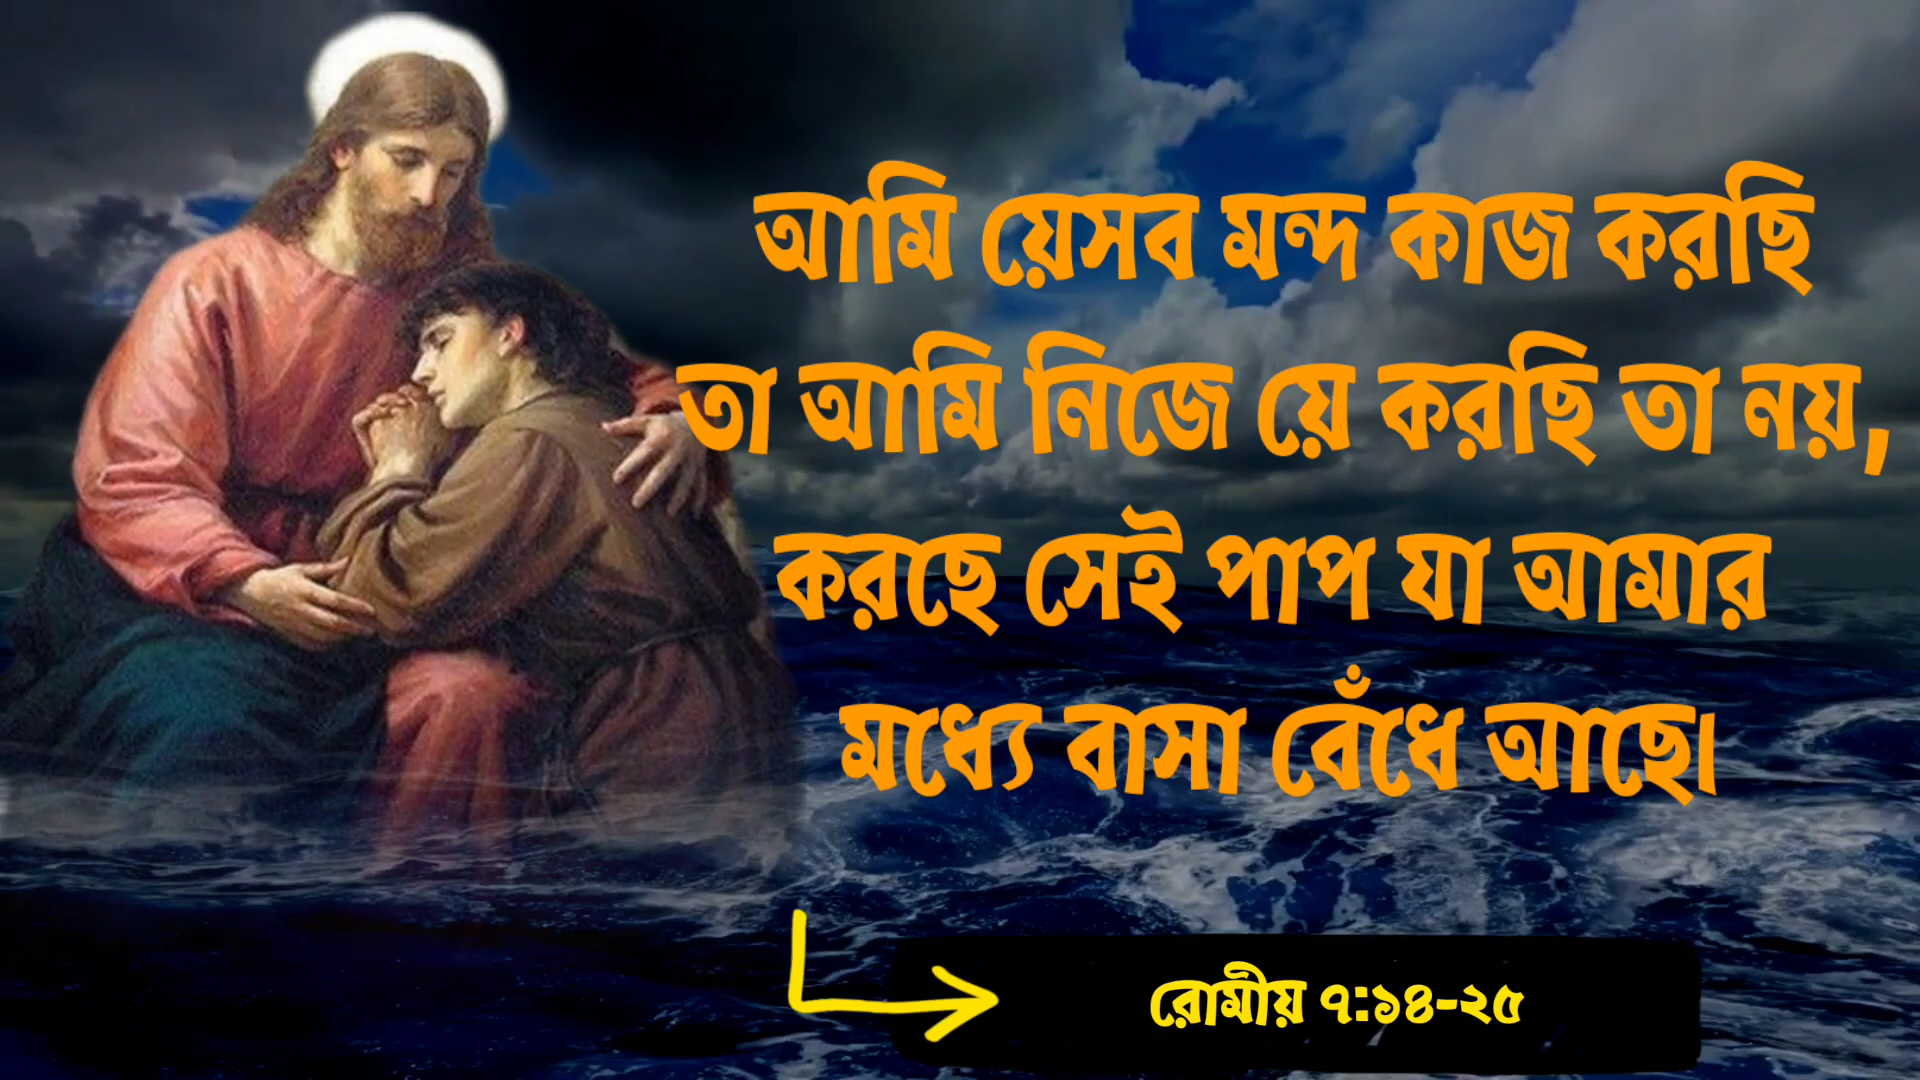 আমি য়েসব মন্দ কাজ করছি
তা আমি নিজে য়ে করছি তা নয়,
করছে সেই পাপ যা আমার
মধ্যে বাসা বেঁধে আছে।
রোমীয় ৭:১৪-২৫